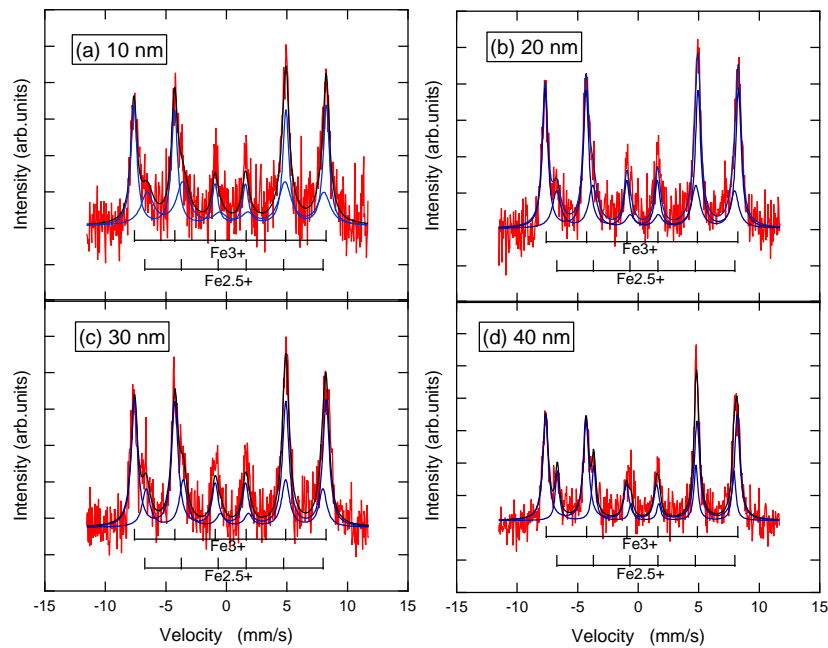 (a) 10 nm
(b) 20 nm
Intensity (arb.units)
Intensity (arb.units)
Fe3+
Fe2.5+
Fe3+
Fe2.5+
(c) 30 nm
(d) 40 nm
Intensity (arb.units)
Intensity (arb.units)
Fe3+
Fe2.5+
Fe3+
Fe2.5+
-15 -10 -5 0 5 10 15
-15 -10 -5 0 5 10 15
Velocity (mm/s)
Velocity (mm/s)